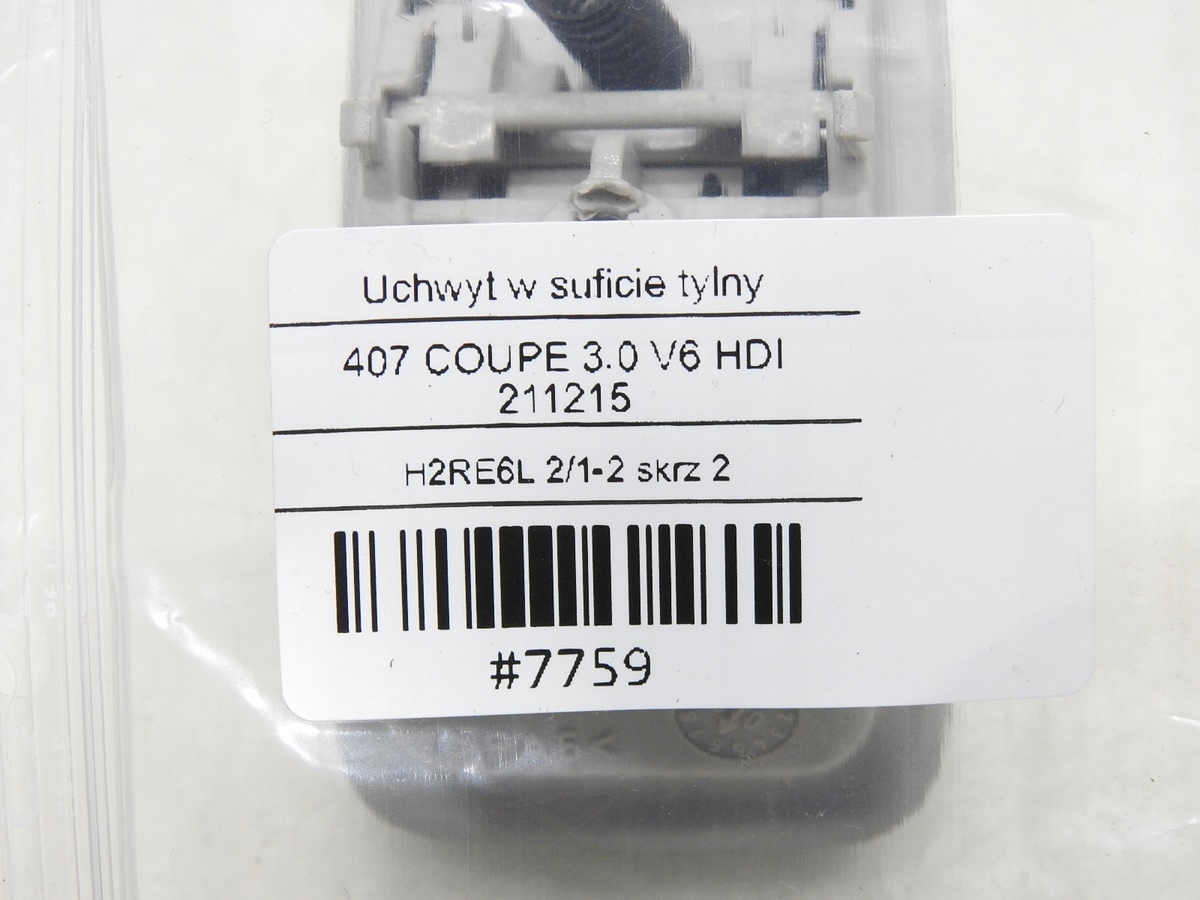 Uchwyt w suficie tylny
407 COUPE 3.0 V6 HDI
211215
H2RE6L 2/1-2 skrz 2
#7759